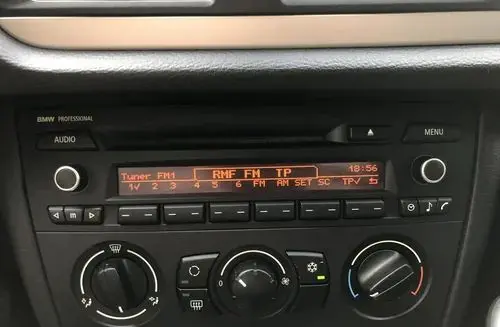 BMW PROFESSIONAL
AUDIO
MENU
Tuner FM1 RMF FM TP 18:56
1√ 2 3 4 5 6 FM AM SET SC TP√
m
0